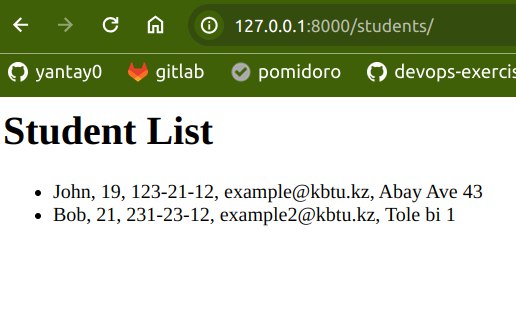 127.0.0.1:8000/students/
yantay0 gitlab pomidoro devops-exercis
Student List
John, 19, 123-21-12, example@kbtu.kz, Abay Ave 43
Bob, 21, 231-23-12, example2@kbtu.kz, Tole bi 1